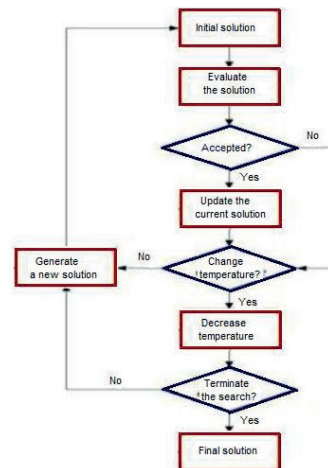 Initial solution
Evaluate
the solution
Accepted?
No
Yes
Update the
current solution
Generate
a new solution
No
Change
'temperature?'
Yes
Decrease
temperature
No
Terminate
'the search?
Yes
Final solution